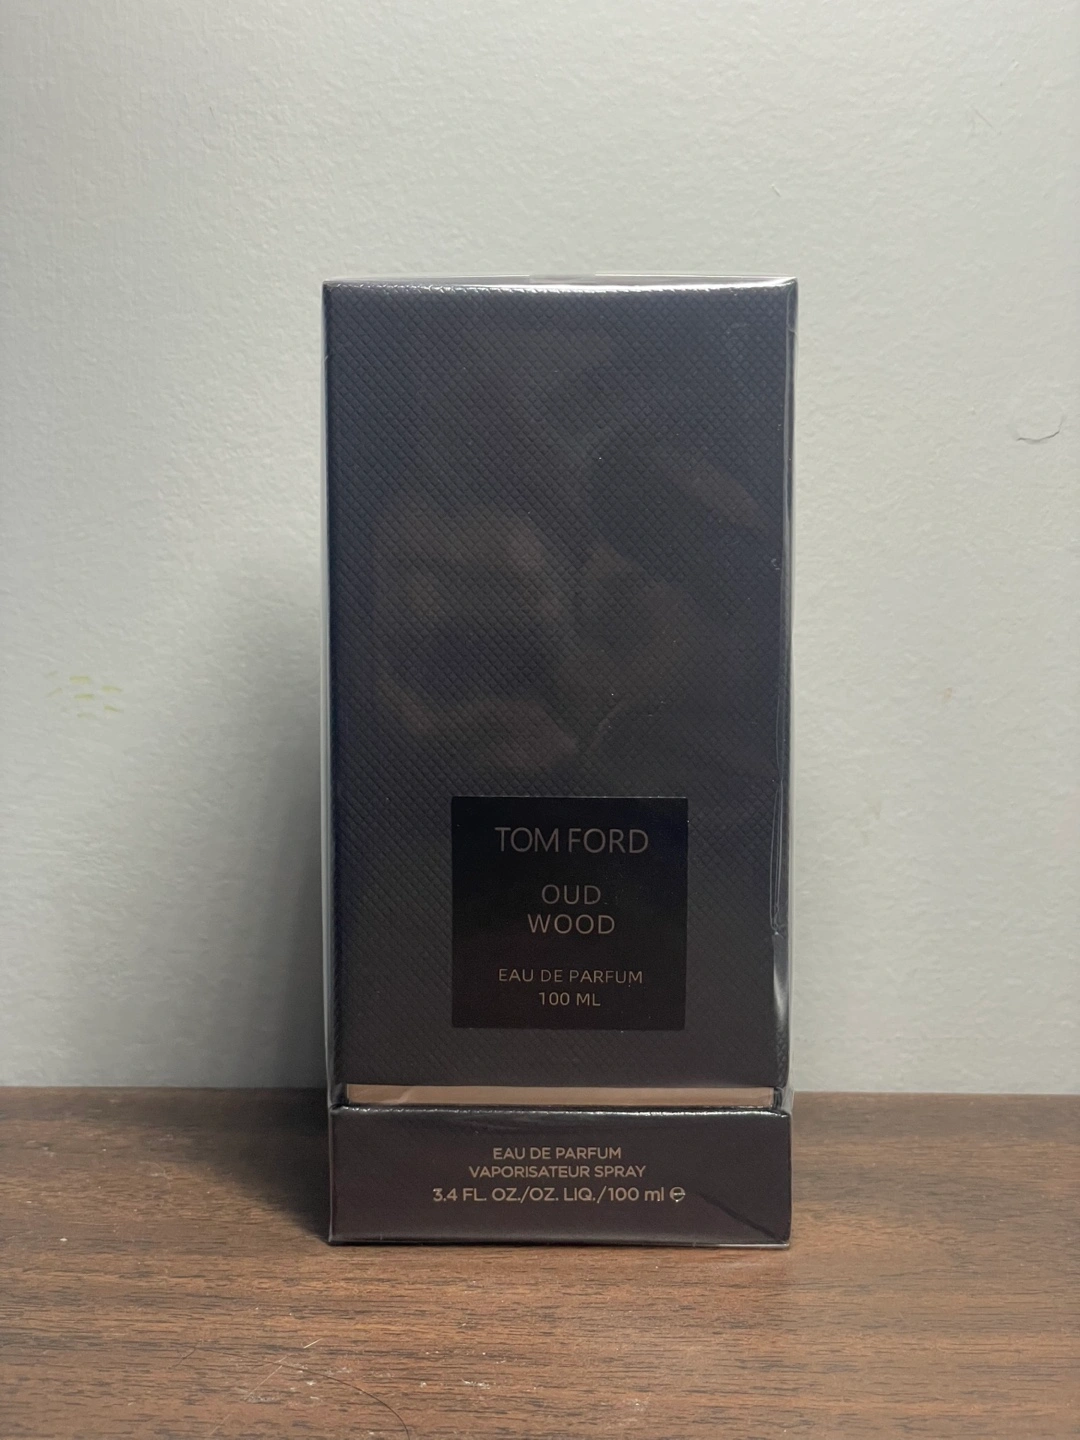 TOM FORD
OUD
WOOD
EAU DE PARFUM
100 ML
EAU DE PARFUM
VAPORISATEUR SPRAY
3.4 FL. OZ./OZ. LIQ./100 ml ℮